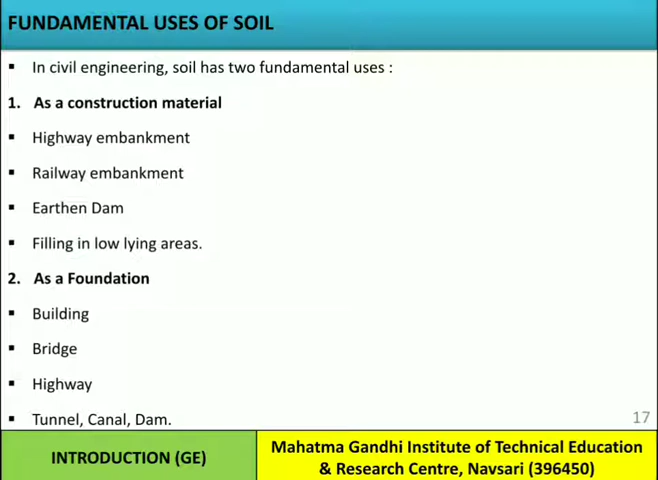 FUNDAMENTAL USES OF SOIL
▪ In civil engineering, soil has two fundamental uses :
1. As a construction material
▪ Highway embankment
▪ Railway embankment
▪ Earthen Dam
▪ Filling in low lying areas.
2. As a Foundation
▪ Building
▪ Bridge
▪ Highway
▪ Tunnel, Canal, Dam.
17
INTRODUCTION (GE)
Mahatma Gandhi Institute of Technical Education
& Research Centre, Navsari (396450)